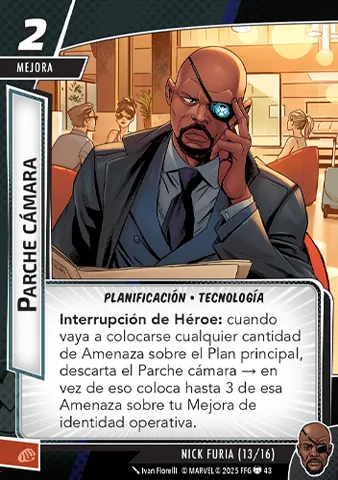 2
MEJORA
PARCHE CÁMARA
PLANIFICACIÓN • TECNOLOGÍA
Interrupción de Héroe: cuando
vaya a colocarse cualquier cantidad
de Amenaza sobre el Plan principal,
descarta el Parche cámara → en
vez de eso coloca hasta 3 de esa
Amenaza sobre tu Mejora de
identidad operativa.
NICK FURIA (13/16)
Ivan Fiorelli © MARVEL © 2025 FFG 43